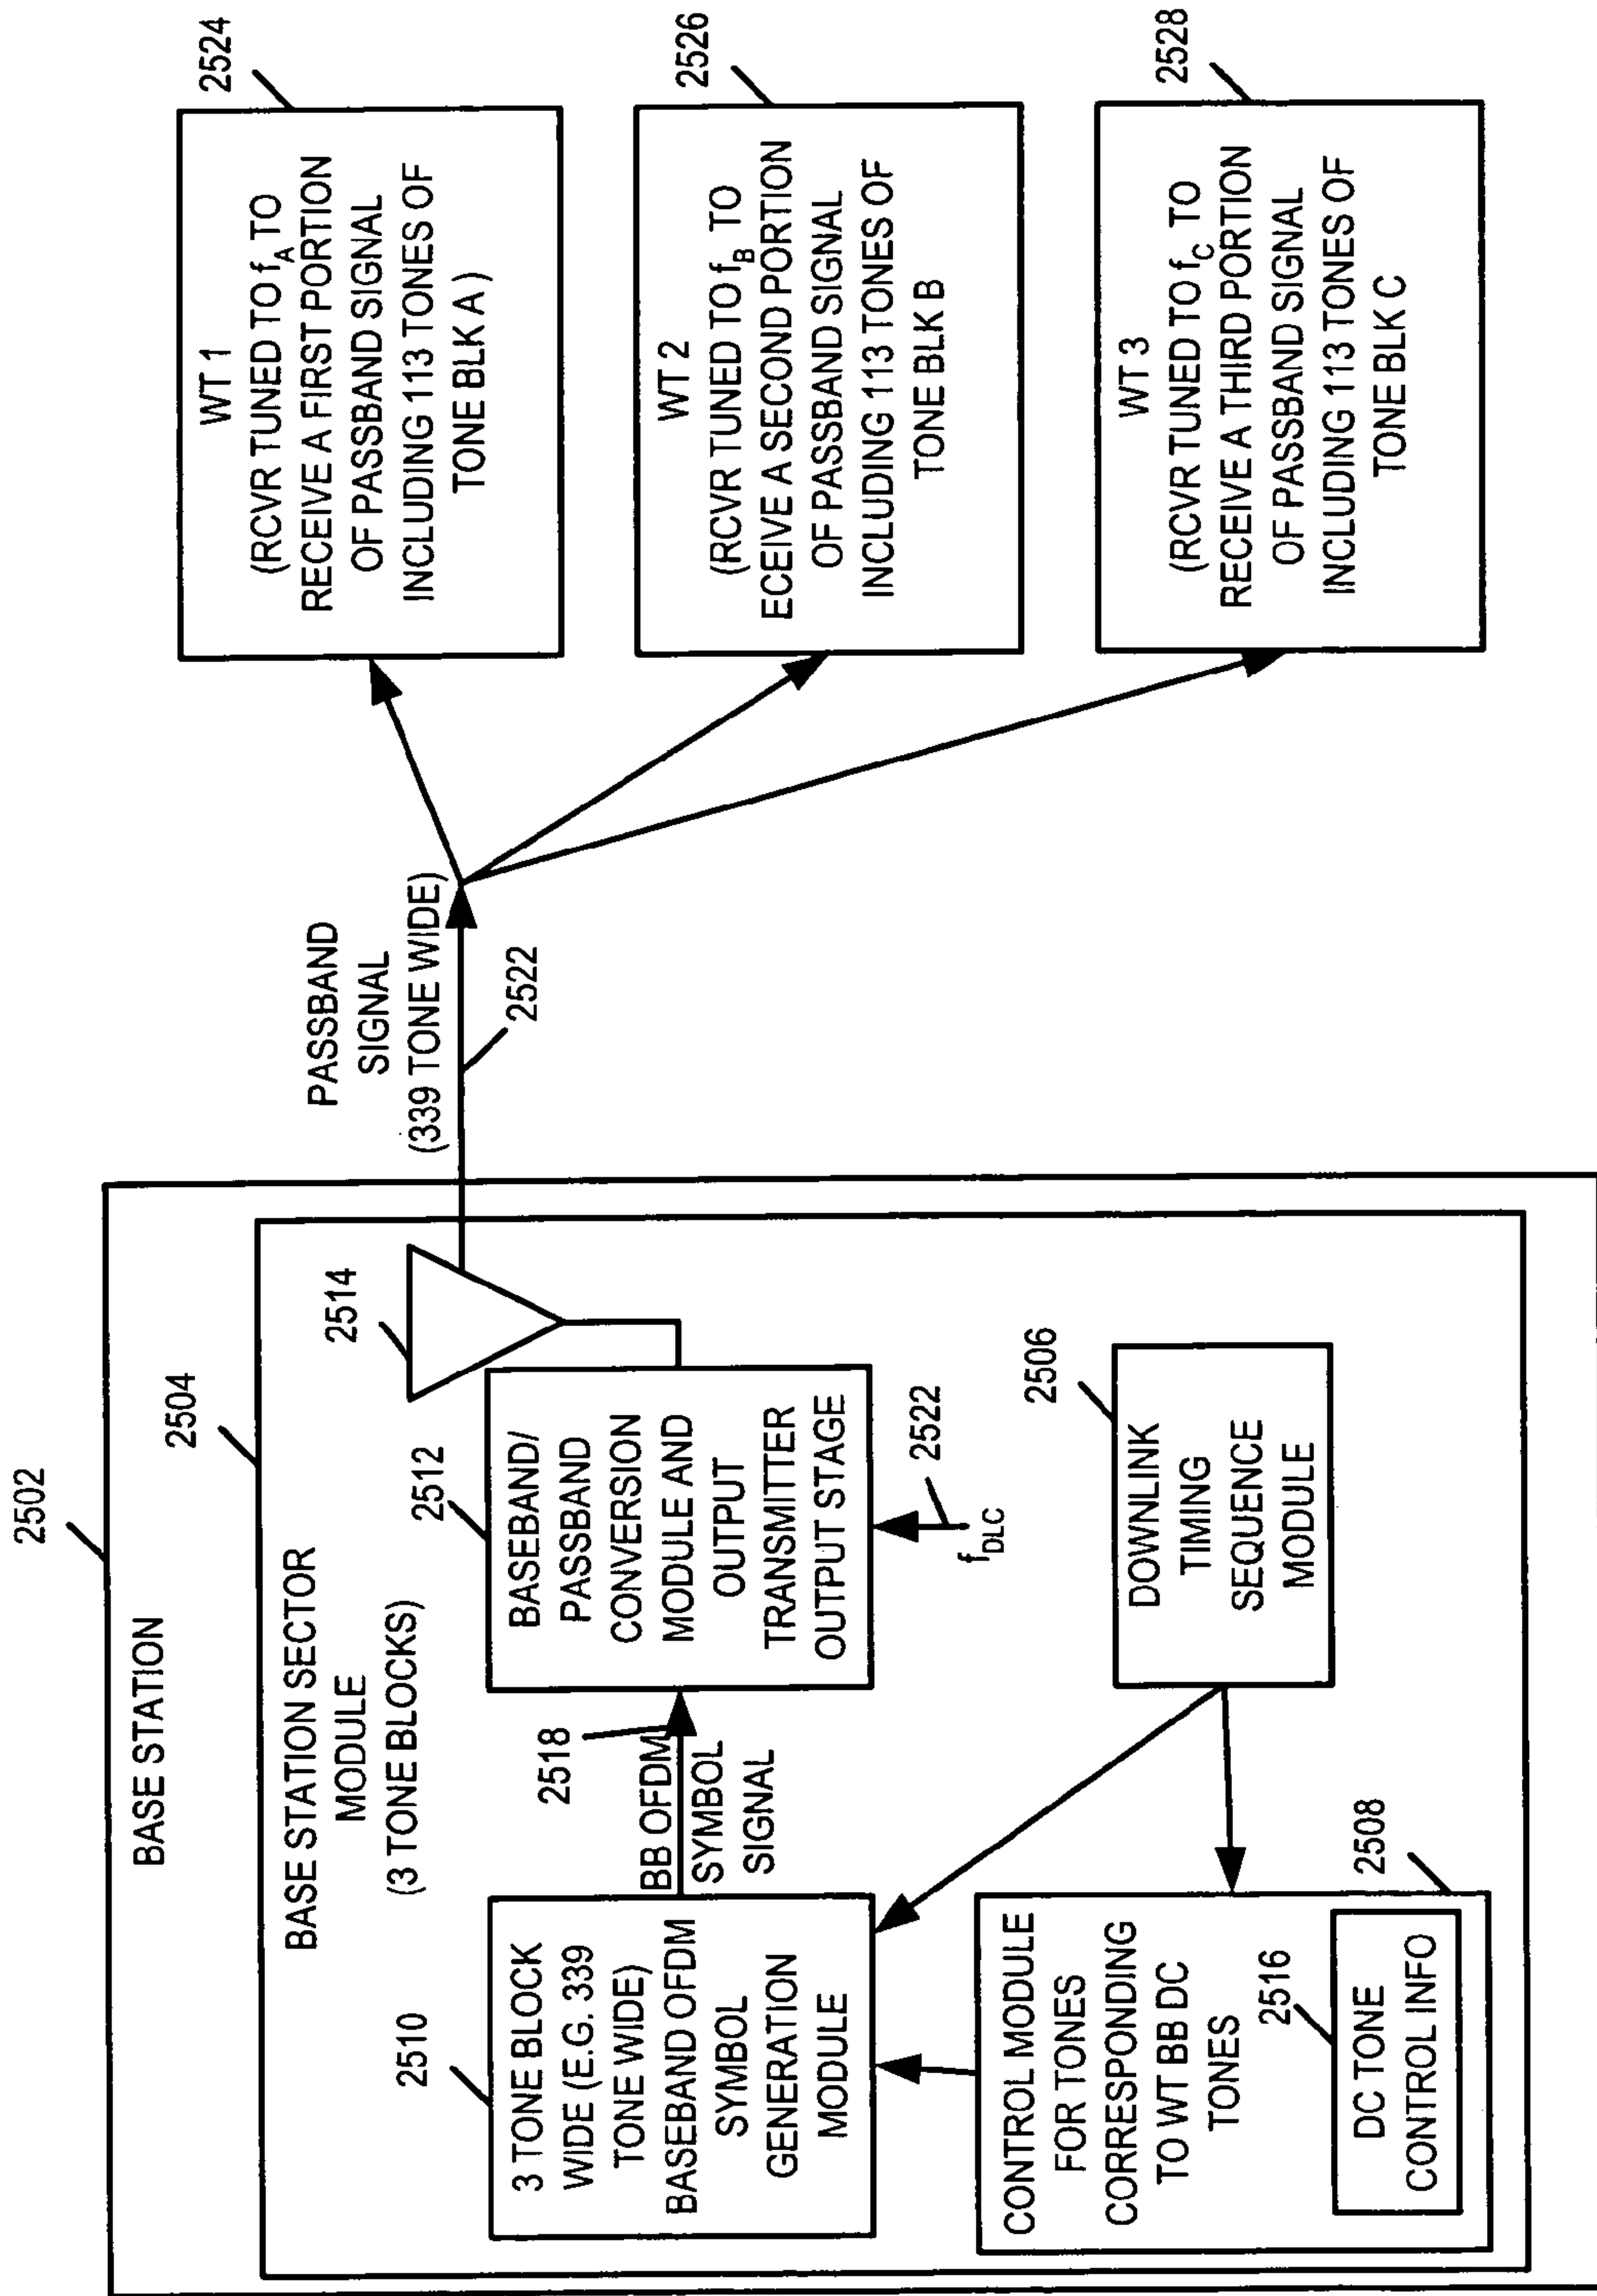 2502
BASE STATION
2504
BASE STATION SECTOR
MODULE
(3 TONE BLOCKS)
2510
3 TONE BLOCK
WIDE (E.G. 339
TONE WIDE)
BASEBAND OFDM
SYMBOL
GENERATION
MODULE
2518
BB OFDM
SYMBOL
SIGNAL
2512
BASEBAND/
PASSBAND
CONVERSION
MODULE AND
OUTPUT
TRANSMITTER
OUTPUT STAGE
2514
f_DLC
2522
CONTROL MODULE
FOR TONES
CORRESPONDING
TO WT BB DC
TONES
2516
DC TONE
CONTROL INFO
2508
2506
DOWNLINK
TIMING
SEQUENCE
MODULE
PASSBAND
SIGNAL
(339 TONE WIDE)
2522
2524
WT 1
(RCVR TUNED TO f_A TO
RECEIVE A FIRST PORTION
OF PASSBAND SIGNAL
INCLUDING 113 TONES OF
TONE BLK A )
2526
WT 2
(RCVR TUNED TO f_B TO
ECEIVE A SECOND PORTION
OF PASSBAND SIGNAL
INCLUDING 113 TONES OF
TONE BLK B
2528
WT 3
(RCVR TUNED TO f_C TO
RECEIVE A THIRD PORTION
OF PASSBAND SIGNAL
INCLUDING 113 TONES OF
TONE BLK C